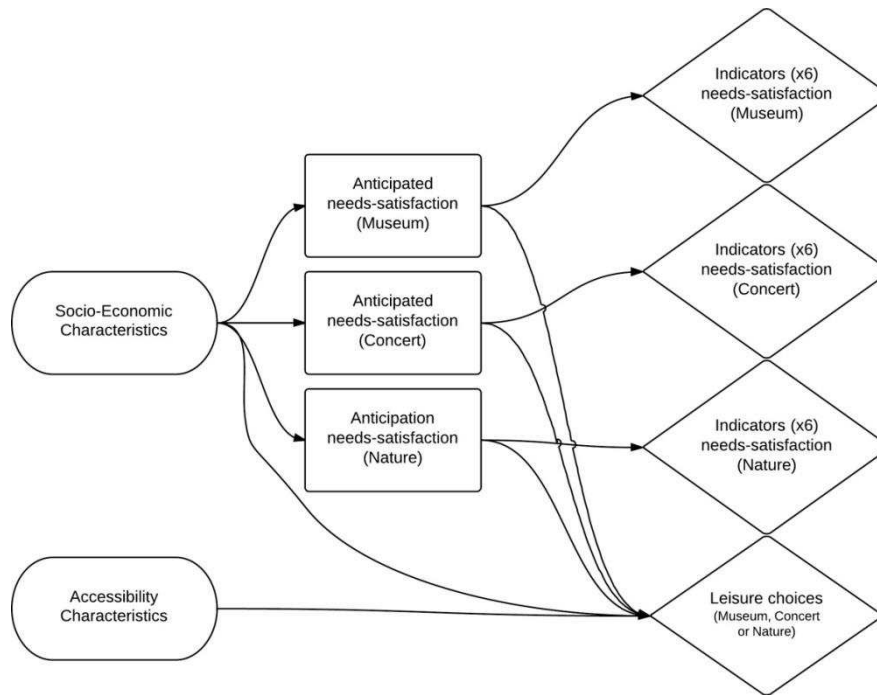 Socio-Economic
Characteristics
Accessibility
Characteristics
Anticipated
needs-satisfaction
(Museum)
Anticipated
needs-satisfaction
(Concert)
Anticipation
needs-satisfaction
(Nature)
Indicators (x6)
needs-satisfaction
(Museum)
Indicators (x6)
needs-satisfaction
(Concert)
Indicators (x6)
needs-satisfaction
(Nature)
Leisure choices
(Museum, Concert
or Nature)